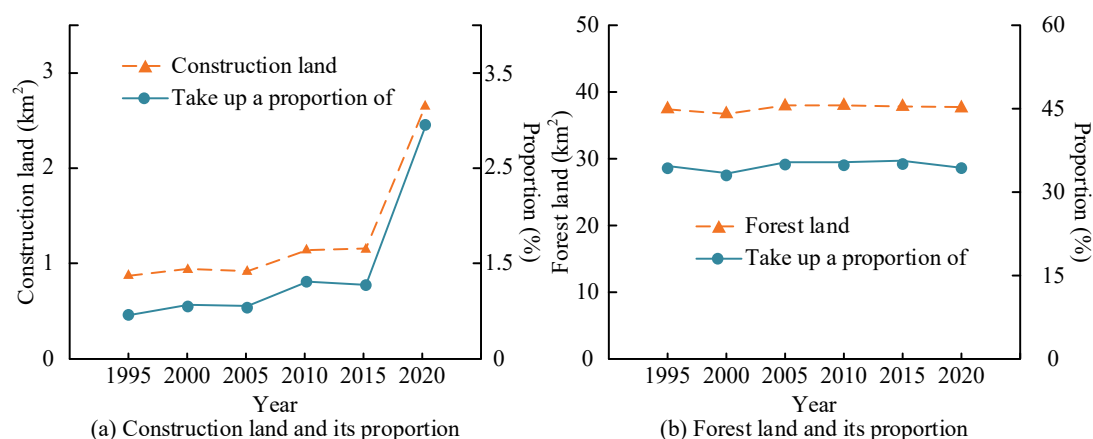 3
2
1
0
Construction land (km²)
Construction land
Take up a proportion of
3.5
2.5
1.5
0
Proportion (%)
1995 2000 2005 2010 2015 2020
Year
(a) Construction land and its proportion
50
40
30
20
10
0
Forest land (km²)
Forest land
Take up a proportion of
60
45
30
15
0
Proportion (%)
1995 2000 2005 2010 2015 2020
Year
(b) Forest land and its proportion